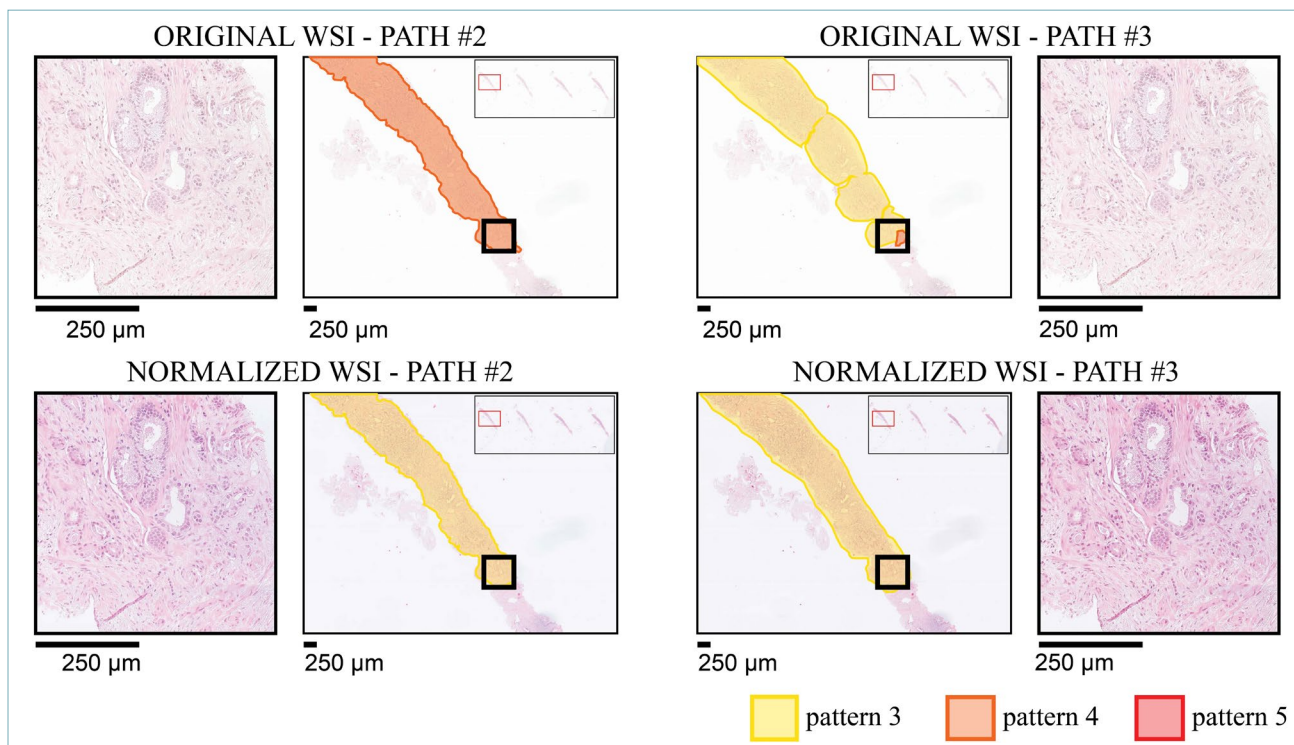 ORIGINAL WSI - PATH #2
ORIGINAL WSI - PATH #3
250 µm
250 µm
250 µm
250 µm
NORMALIZED WSI - PATH #2
NORMALIZED WSI - PATH #3
250 µm
250 µm
250 µm
250 µm
pattern 3
pattern 4
pattern 5